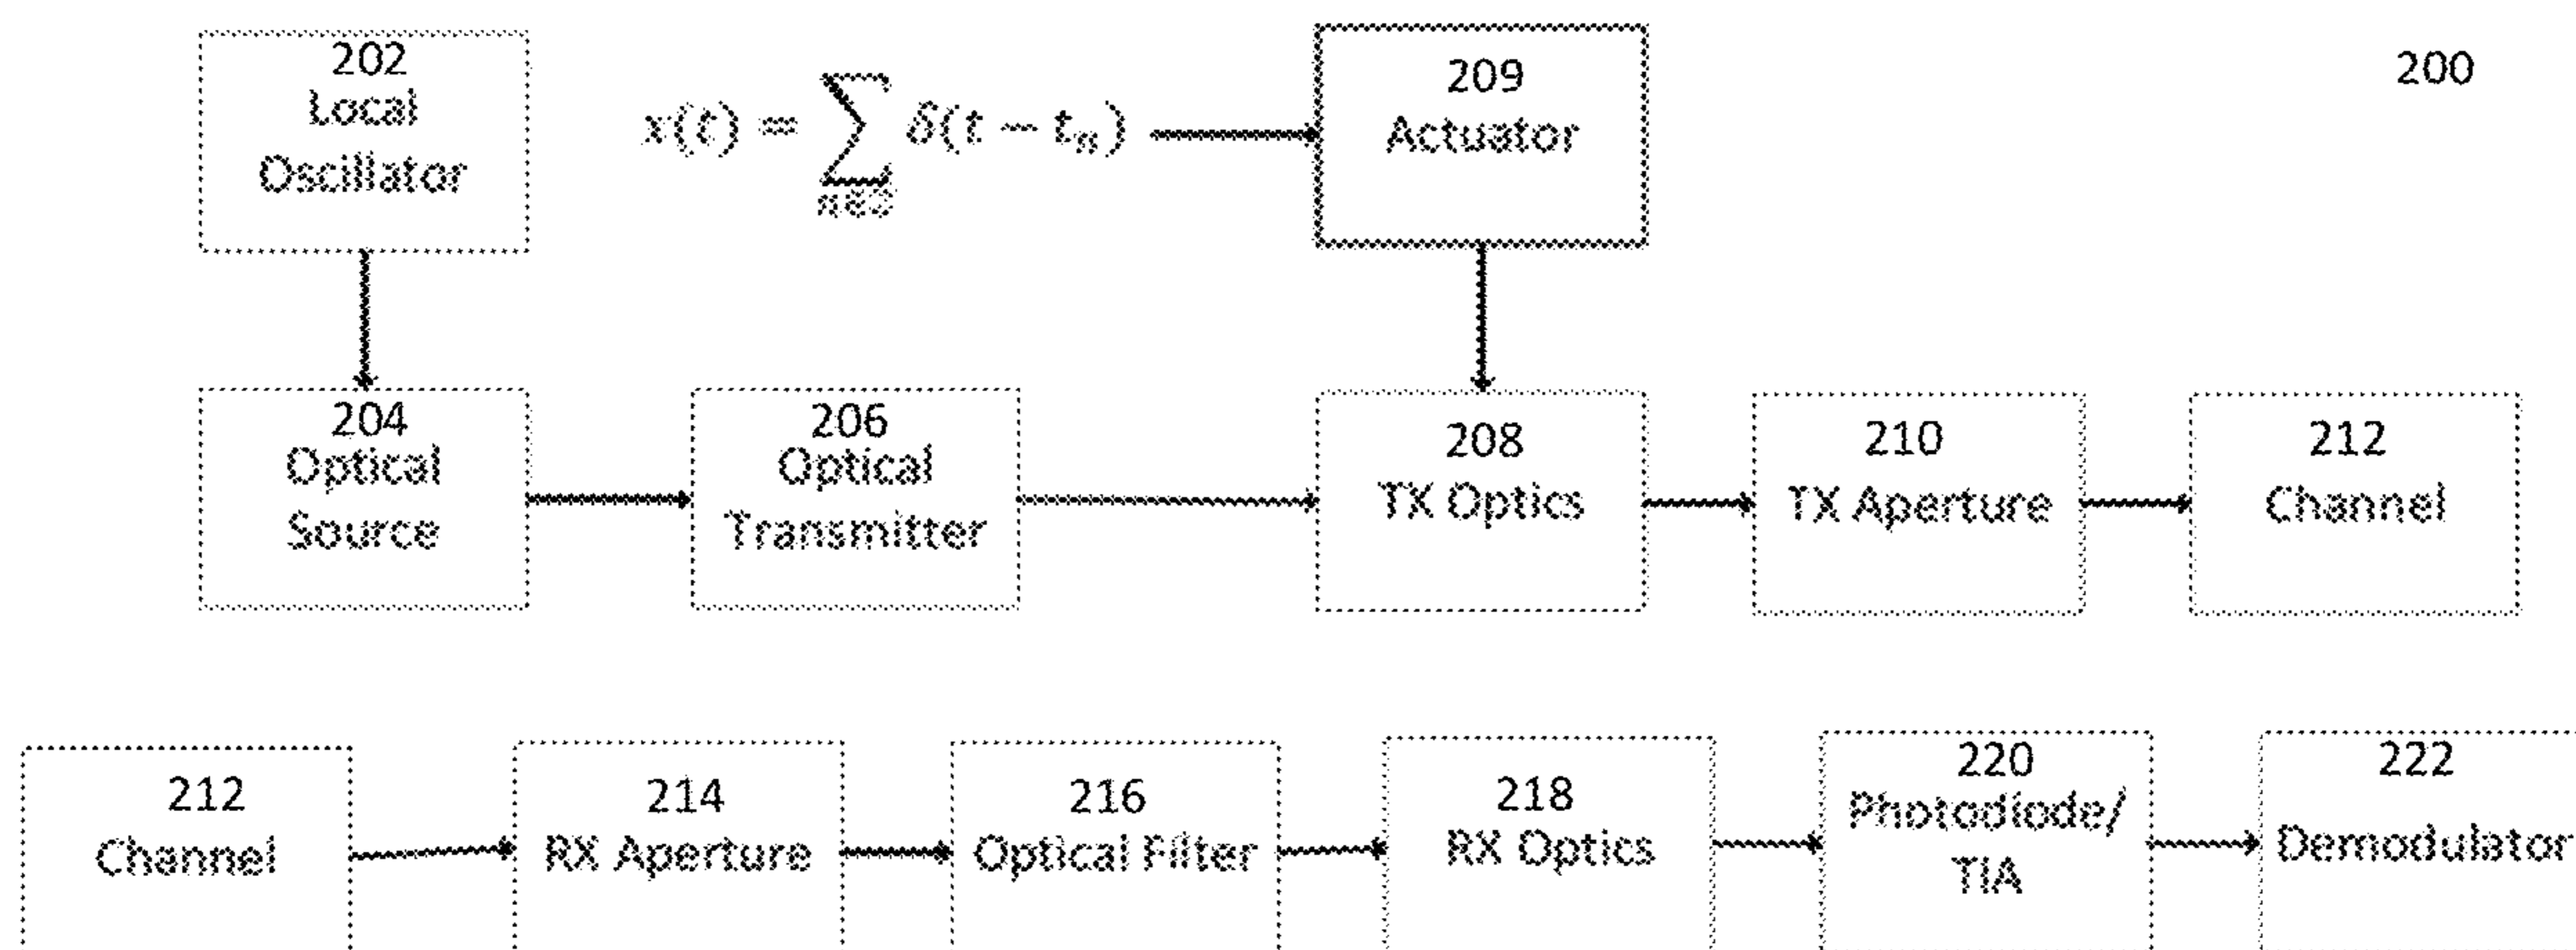 202
Local
Oscillator
x(t) = ∑ δ(t − tₙ)
209
Actuator
200
204
Optical
Source
206
Optical
Transmitter
208
TX Optics
210
TX Aperture
212
Channel
212
Channel
214
RX Aperture
216
Optical Filter
218
RX Optics
220
Photodiode/
TIA
222
Demodulator